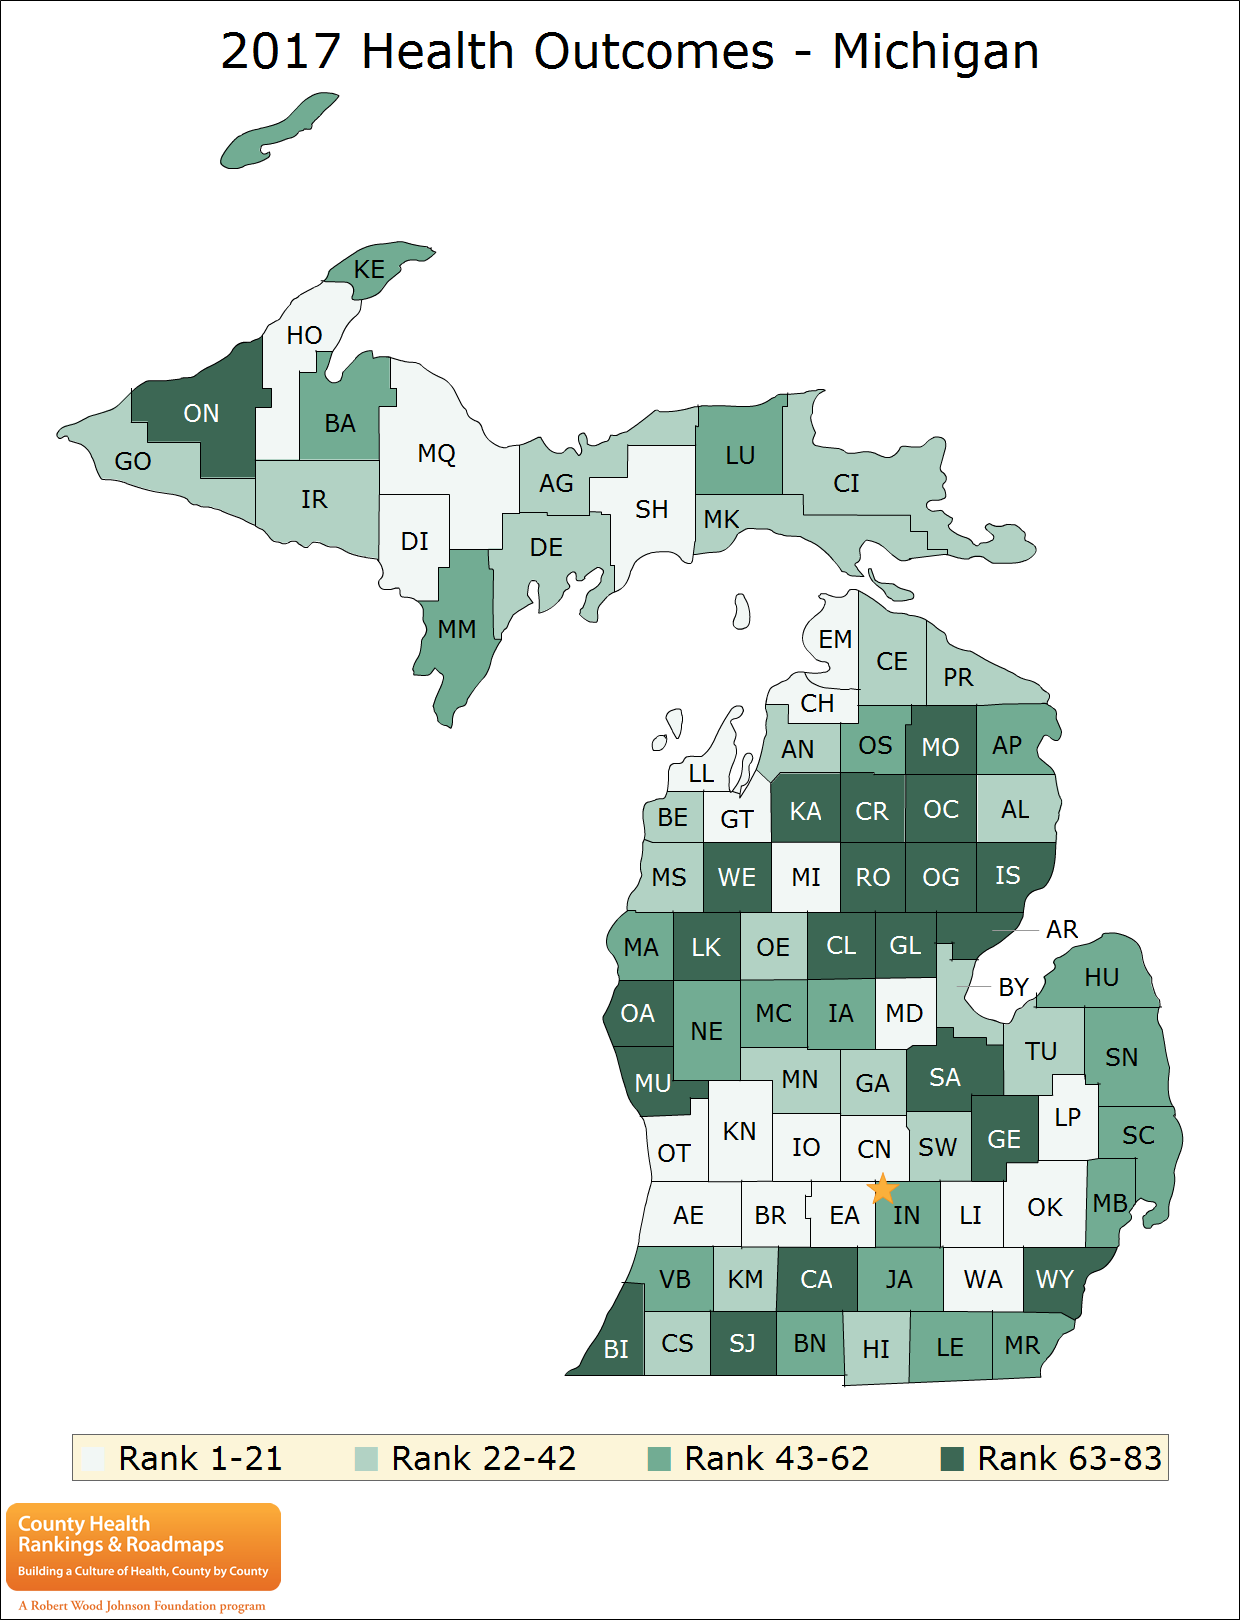 2017 Health Outcomes - Michigan
KE
HO
ON
BA
GO
MQ
LU
IR
AG
CI
SH
MK
DI
DE
MM
EM
CE
PR
CH
AN
OS
MO
AP
LL
BE
GT
KA
CR
OC
AL
MS
WE
MI
RO
OG
IS
AR
MA
LK
OE
CL
GL
BY
HU
OA
NE
MC
IA
MD
TU
SN
MU
MN
GA
SA
OT
KN
IO
CN
SW
GE
LP
SC
AE
BR
EA
IN
LI
OK
MB
VB
KM
CA
JA
WA
WY
BI
CS
SJ
BN
HI
LE
MR
Rank 1-21 Rank 22-42 Rank 43-62 Rank 63-83
County Health
Rankings & Roadmaps
Building a Culture of Health, County by County
A Robert Wood Johnson Foundation program